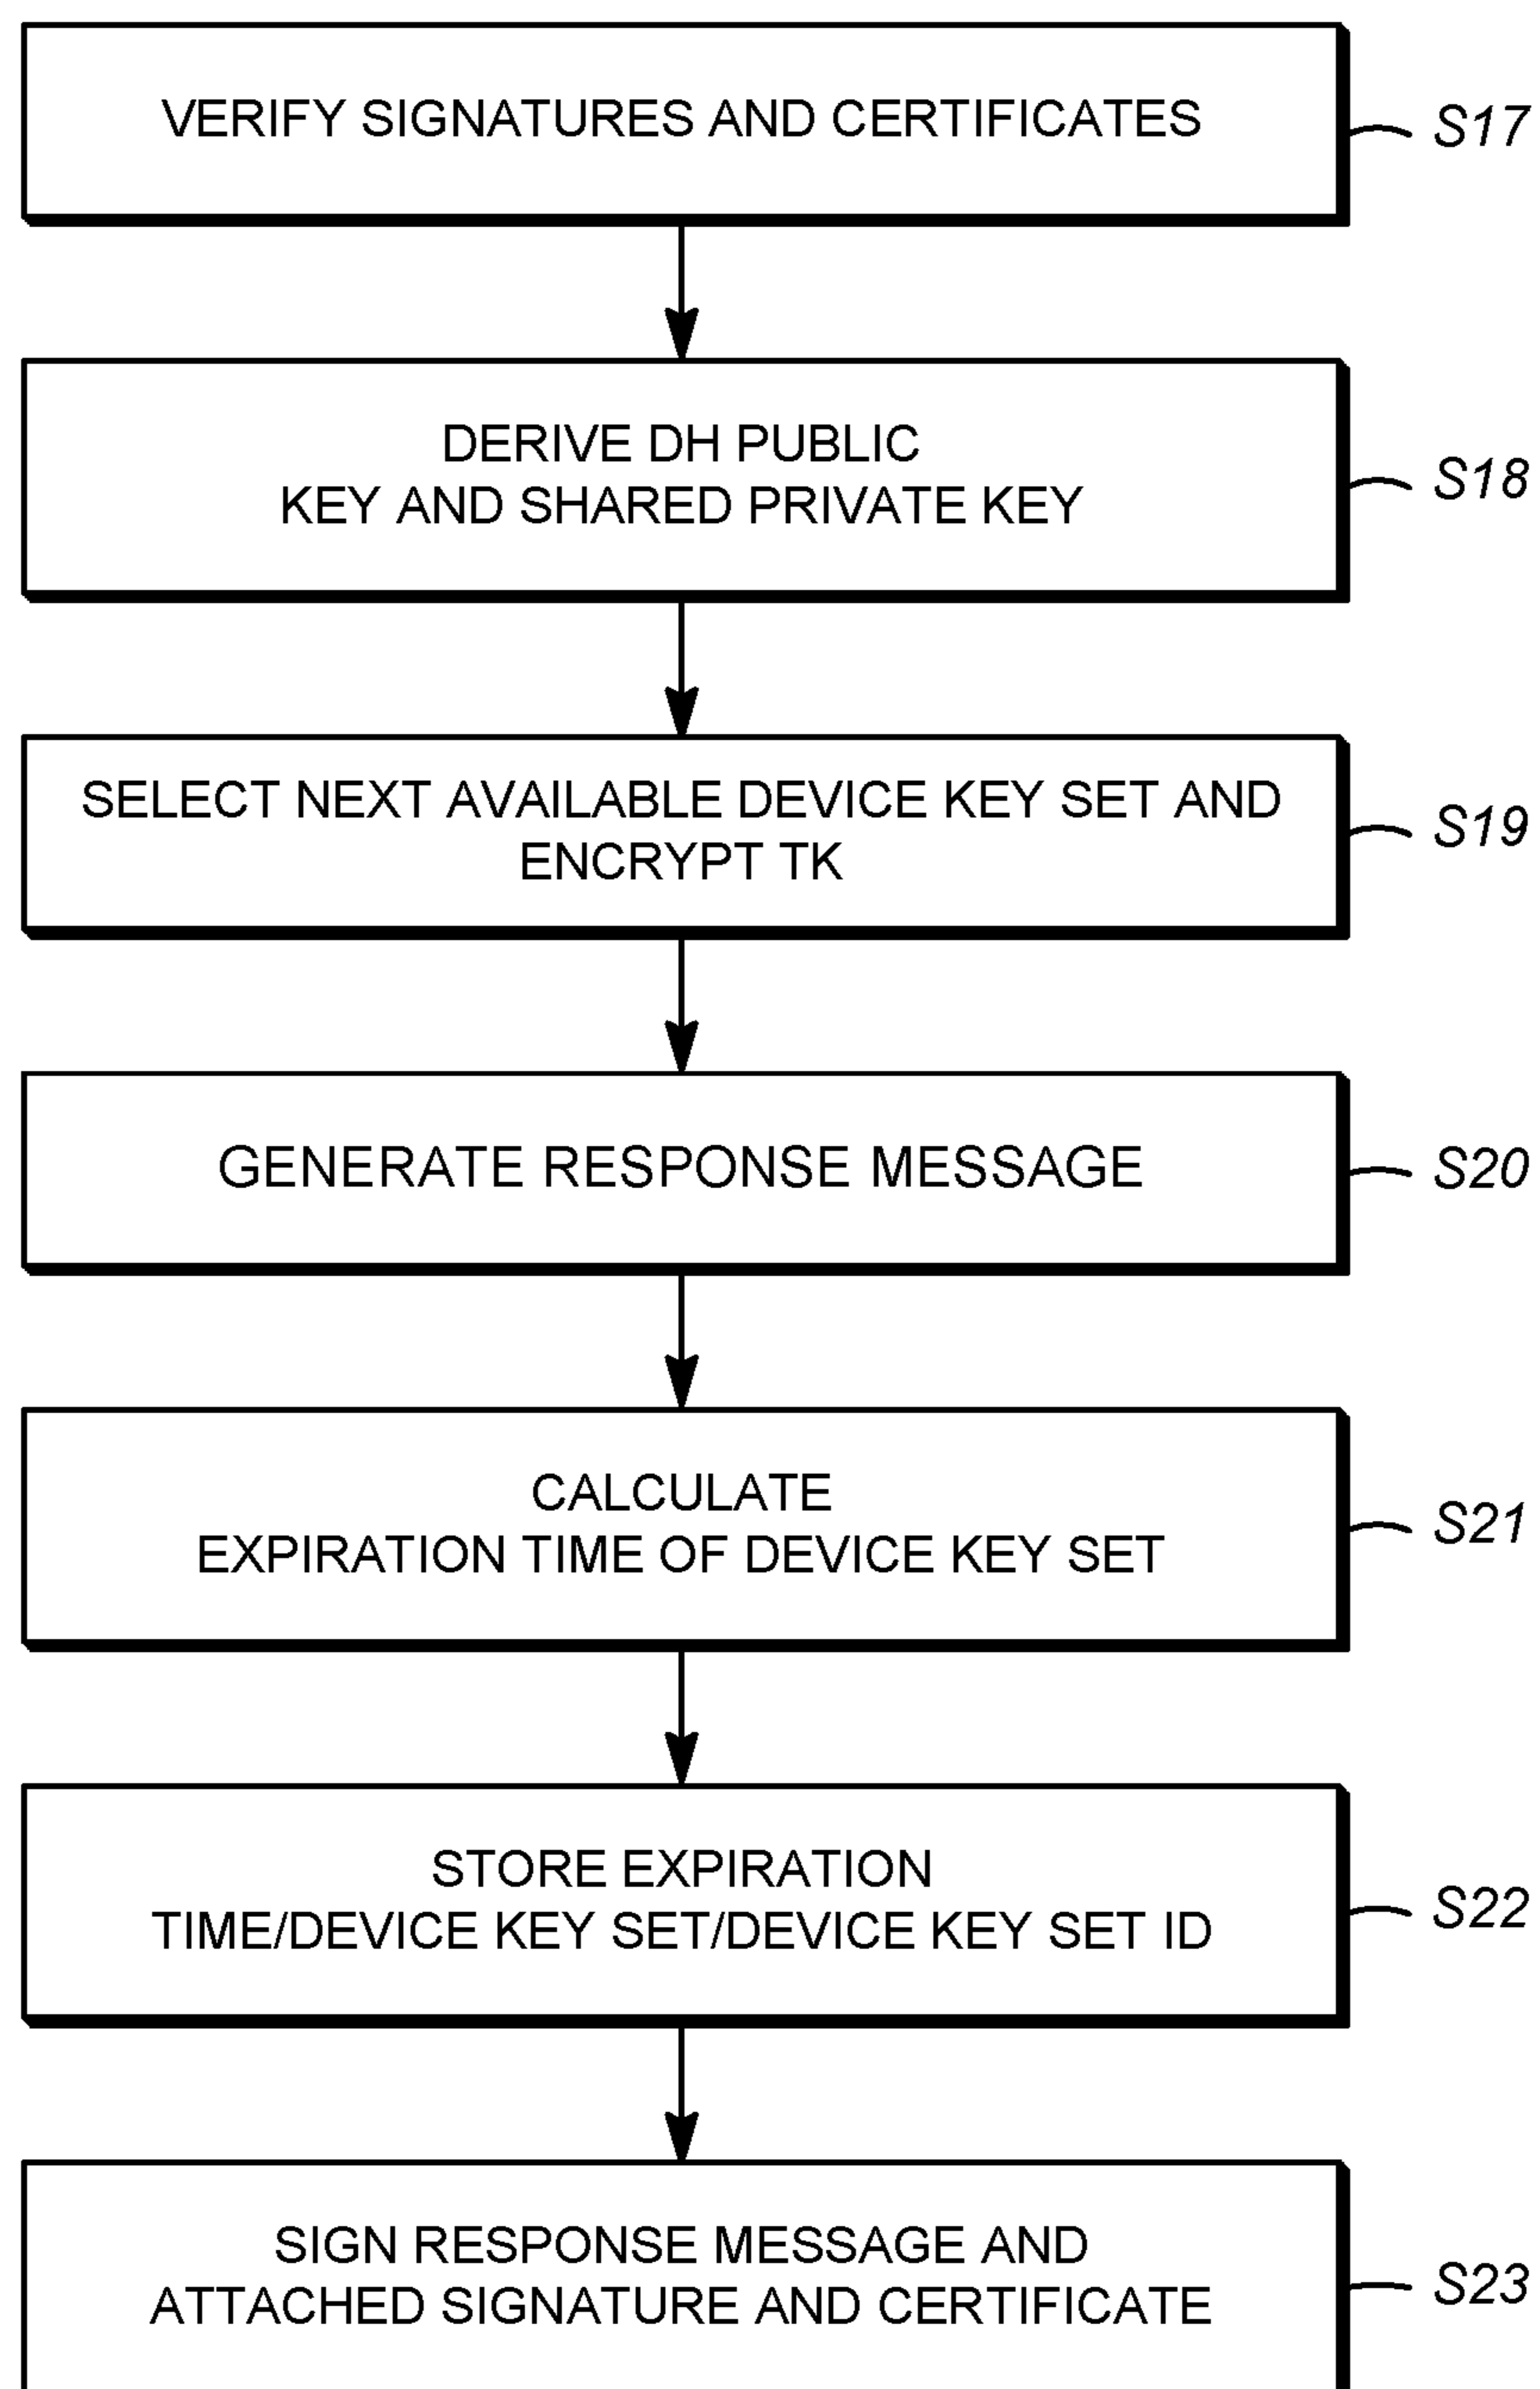 VERIFY SIGNATURES AND CERTIFICATES
S17
DERIVE DH PUBLIC
KEY AND SHARED PRIVATE KEY
S18
SELECT NEXT AVAILABLE DEVICE KEY SET AND
ENCRYPT TK
S19
GENERATE RESPONSE MESSAGE
S20
CALCULATE
EXPIRATION TIME OF DEVICE KEY SET
S21
STORE EXPIRATION
TIME/DEVICE KEY SET/DEVICE KEY SET ID
S22
SIGN RESPONSE MESSAGE AND
ATTACHED SIGNATURE AND CERTIFICATE
S23